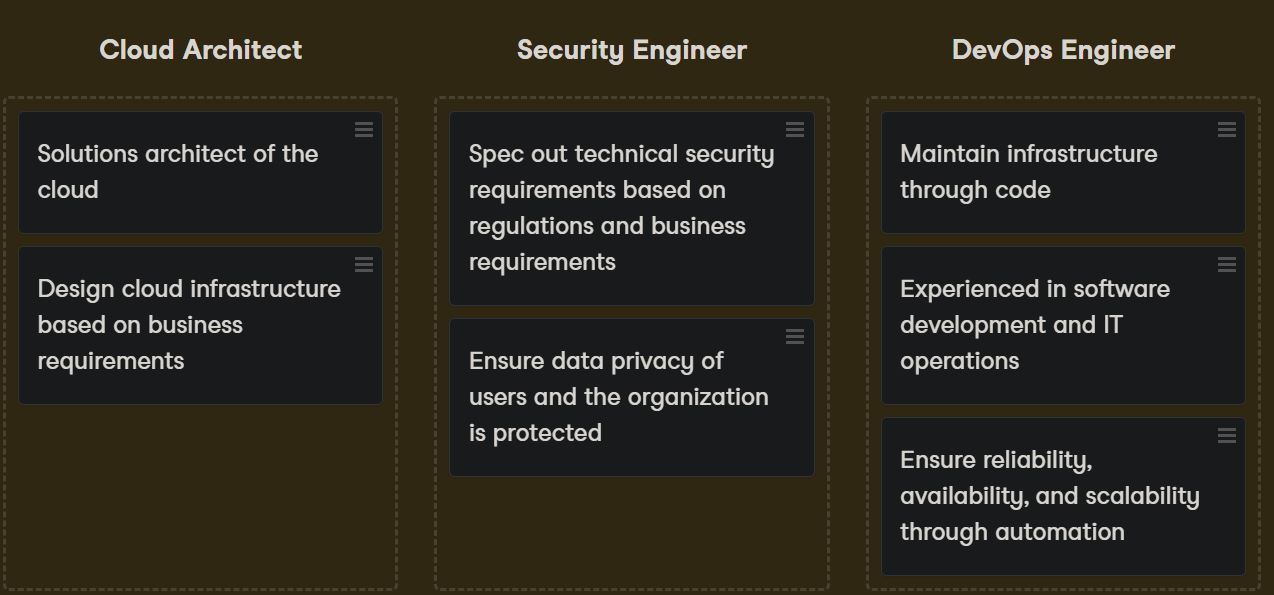 Cloud Architect
Solutions architect of the
cloud
Design cloud infrastructure
based on business
requirements
Security Engineer
Spec out technical security
requirements based on
regulations and business
requirements
Ensure data privacy of
users and the organization
is protected
DevOps Engineer
Maintain infrastructure
through code
Experienced in software
development and IT
operations
Ensure reliability,
availability, and scalability
through automation